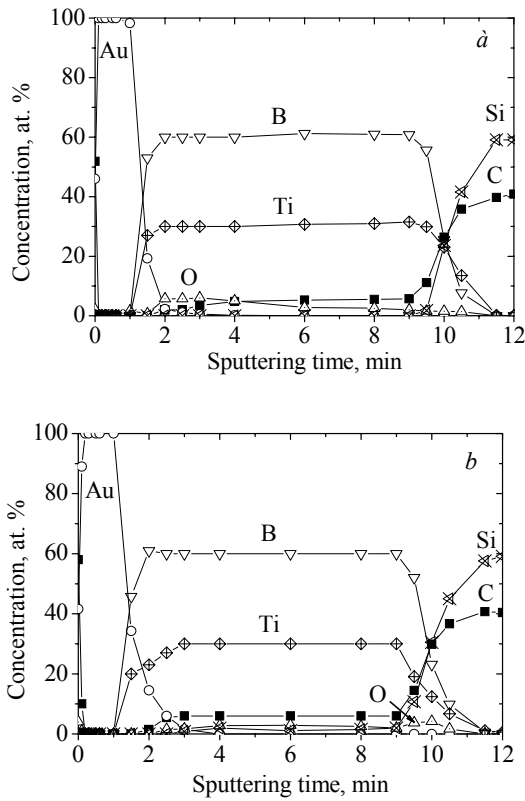 à
100
80
60
40
20
0
Concentration, at. %
Au
B
Ti
O
Si
C
0 2 4 6 8 10 12
Sputtering time, min
b
100
80
60
40
20
0
Concentration, at. %
Au
B
Ti
O
Si
C
0 2 4 6 8 10 12
Sputtering time, min